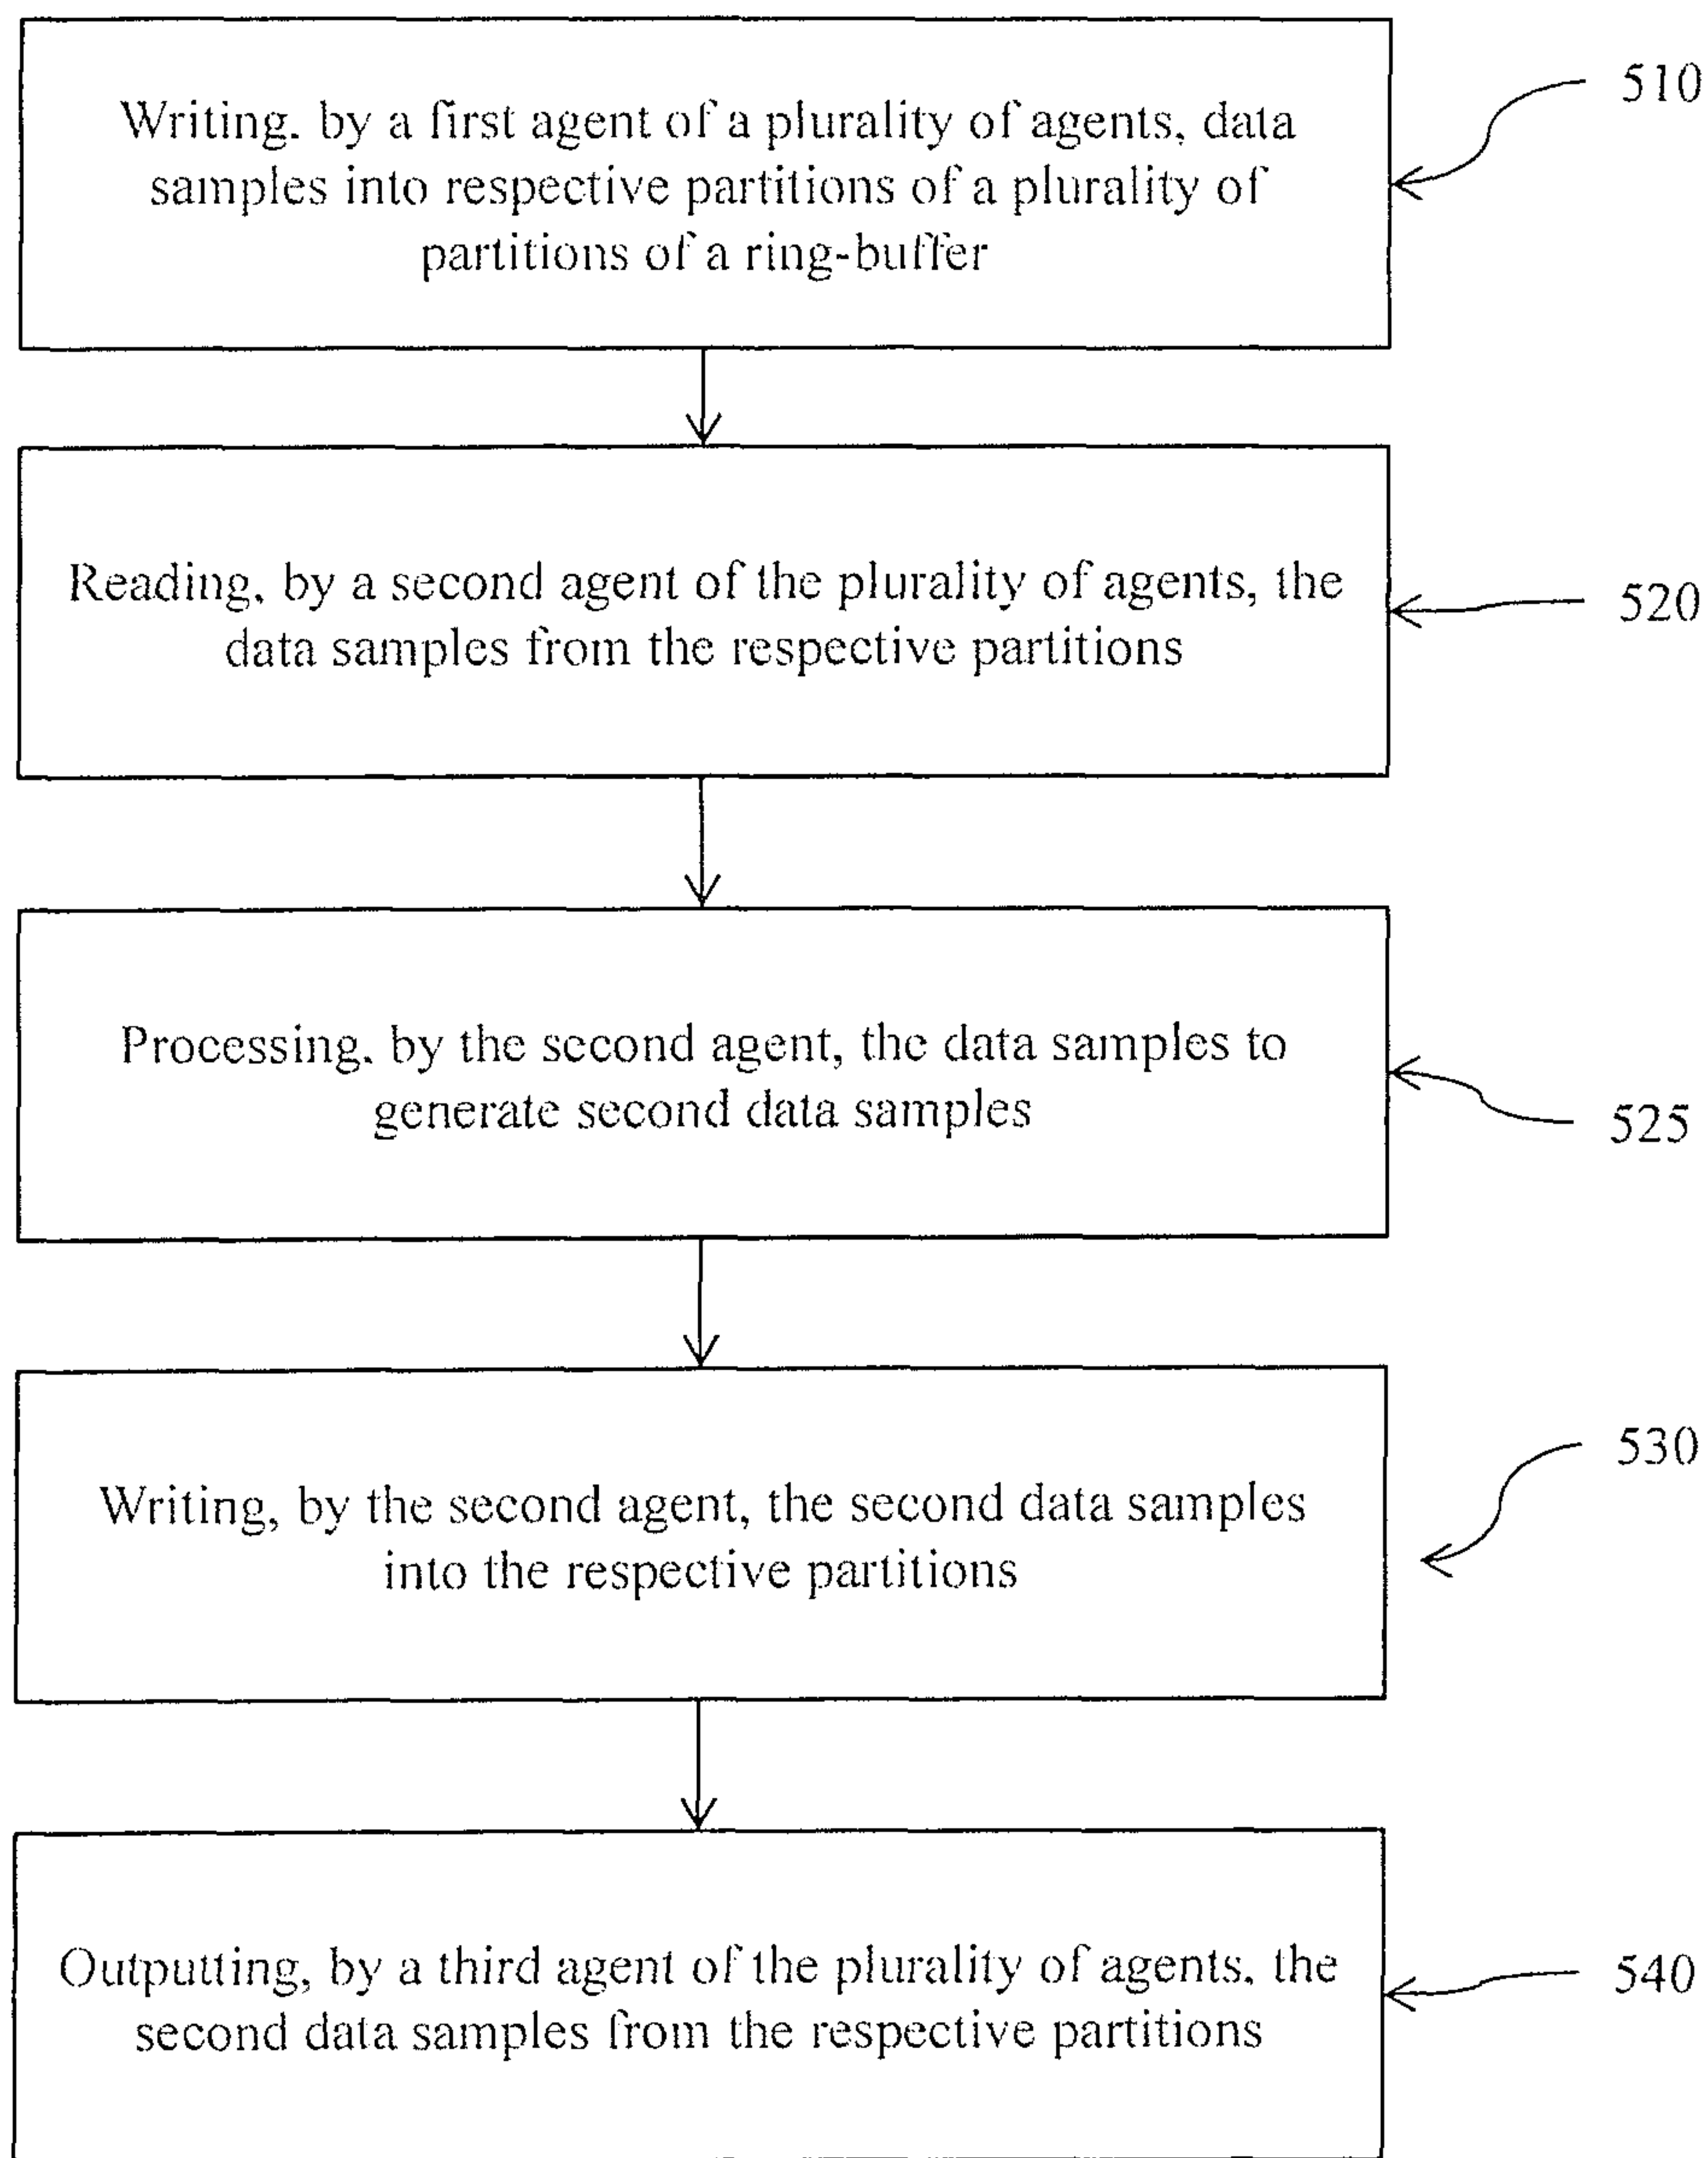 Writing, by a first agent of a plurality of agents, data
samples into respective partitions of a plurality of
partitions of a ring-buffer
510
Reading, by a second agent of the plurality of agents, the
data samples from the respective partitions
520
Processing, by the second agent, the data samples to
generate second data samples
525
Writing, by the second agent, the second data samples
into the respective partitions
530
Outputting, by a third agent of the plurality of agents, the
second data samples from the respective partitions
540